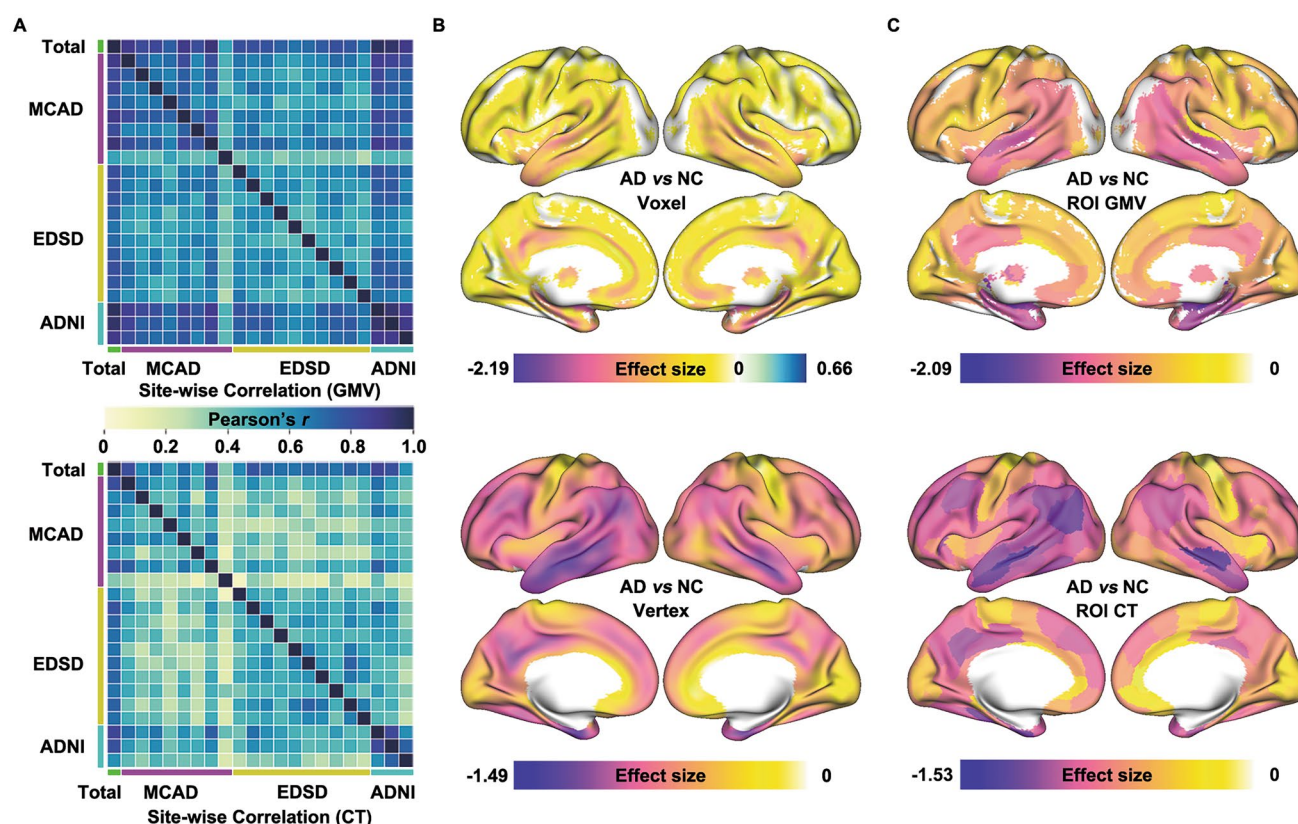 A
B
C
Total
MCAD
EDSD
ADNI
Total
MCAD
EDSD
ADNI
Site-wise Correlation (GMV)
Pearson's r
0
0.2
0.4
0.6
0.8
1.0
Total
MCAD
EDSD
ADNI
Total
MCAD
EDSD
ADNI
Site-wise Correlation (CT)
AD vs NC
Voxel
-2.19
Effect size
0
0.66
AD vs NC
Vertex
-1.49
Effect size
0
AD vs NC
ROI GMV
-2.09
Effect size
0
AD vs NC
ROI CT
-1.53
Effect size
0